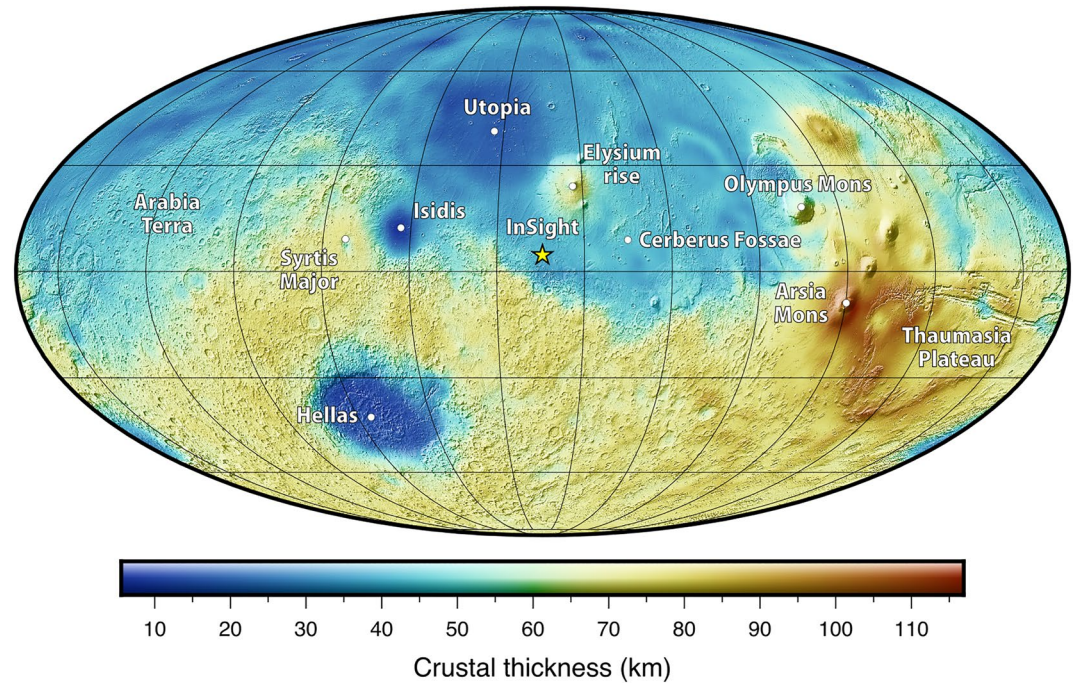 Utopia
Elysium
rise
Olympus Mons
Arabia
Terra
Isidis
InSight
Cerberus Fossae
Syrtis
Major
Arsia
Mons
Thaumasia
Plateau
Hellas
10 20 30 40 50 60 70 80 90 100 110
Crustal thickness (km)